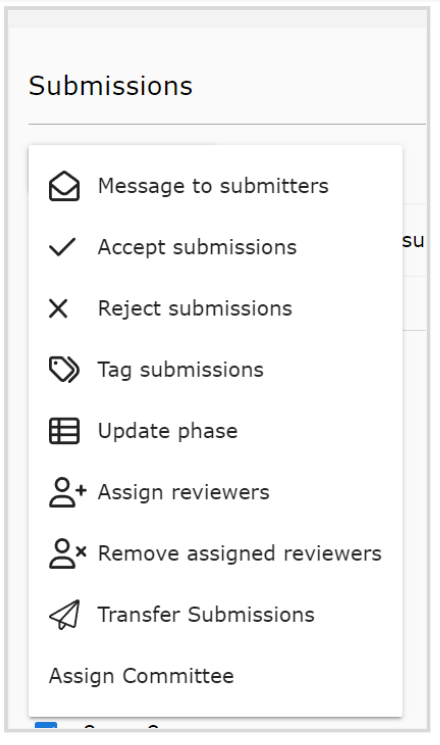 Submissions
Message to submitters
Accept submissions
su
Reject submissions
Tag submissions
Update phase
Assign reviewers
Remove assigned reviewers
Transfer Submissions
Assign Committee